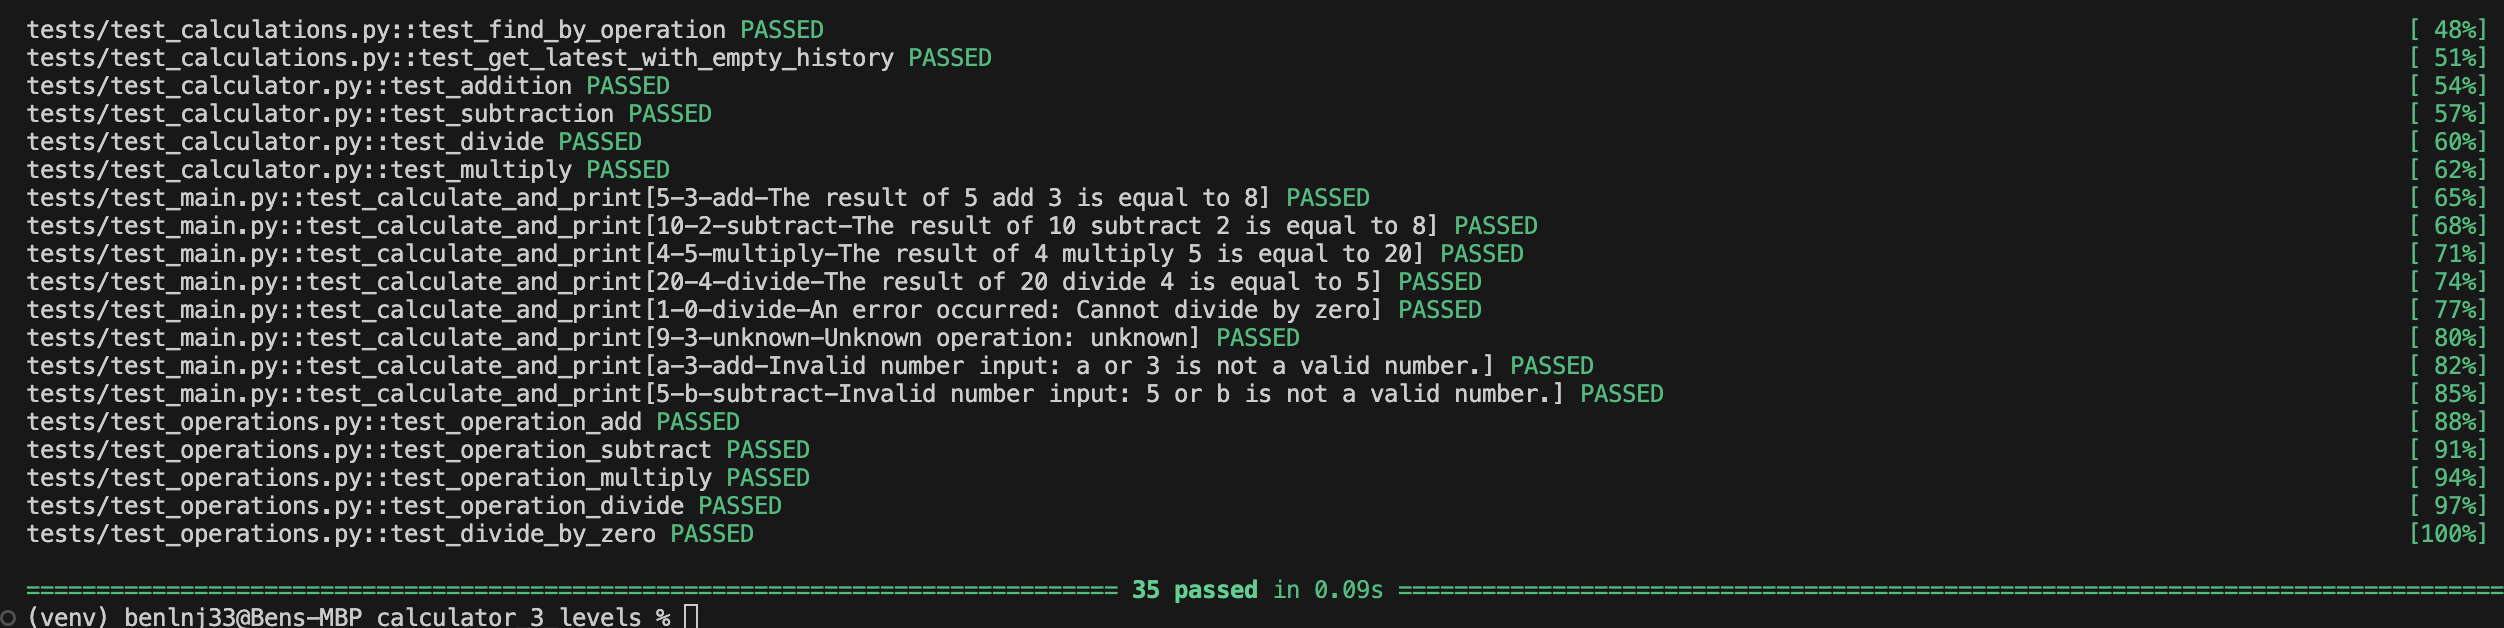 tests/test_calculations.py::test_find_by_operation PASSED [ 48%]
tests/test_calculations.py::test_get_latest_with_empty_history PASSED [ 51%]
tests/test_calculator.py::test_addition PASSED [ 54%]
tests/test_calculator.py::test_subtraction PASSED [ 57%]
tests/test_calculator.py::test_divide PASSED [ 60%]
tests/test_calculator.py::test_multiply PASSED [ 62%]
tests/test_main.py::test_calculate_and_print[5-3-add-The result of 5 add 3 is equal to 8] PASSED [ 65%]
tests/test_main.py::test_calculate_and_print[10-2-subtract-The result of 10 subtract 2 is equal to 8] PASSED [ 68%]
tests/test_main.py::test_calculate_and_print[4-5-multiply-The result of 4 multiply 5 is equal to 20] PASSED [ 71%]
tests/test_main.py::test_calculate_and_print[20-4-divide-The result of 20 divide 4 is equal to 5] PASSED [ 74%]
tests/test_main.py::test_calculate_and_print[1-0-divide-An error occurred: Cannot divide by zero] PASSED [ 77%]
tests/test_main.py::test_calculate_and_print[9-3-unknown-Unknown operation: unknown] PASSED [ 80%]
tests/test_main.py::test_calculate_and_print[a-3-add-Invalid number input: a or 3 is not a valid number.] PASSED [ 82%]
tests/test_main.py::test_calculate_and_print[5-b-subtract-Invalid number input: 5 or b is not a valid number.] PASSED [ 85%]
tests/test_operations.py::test_operation_add PASSED [ 88%]
tests/test_operations.py::test_operation_subtract PASSED [ 91%]
tests/test_operations.py::test_operation_multiply PASSED [ 94%]
tests/test_operations.py::test_operation_divide PASSED [ 97%]
tests/test_operations.py::test_divide_by_zero PASSED [100%]
============================================================================== 35 passed in 0.09s ===============================================================================
(venv) benlnj33@Bens-MBP calculator 3 levels %